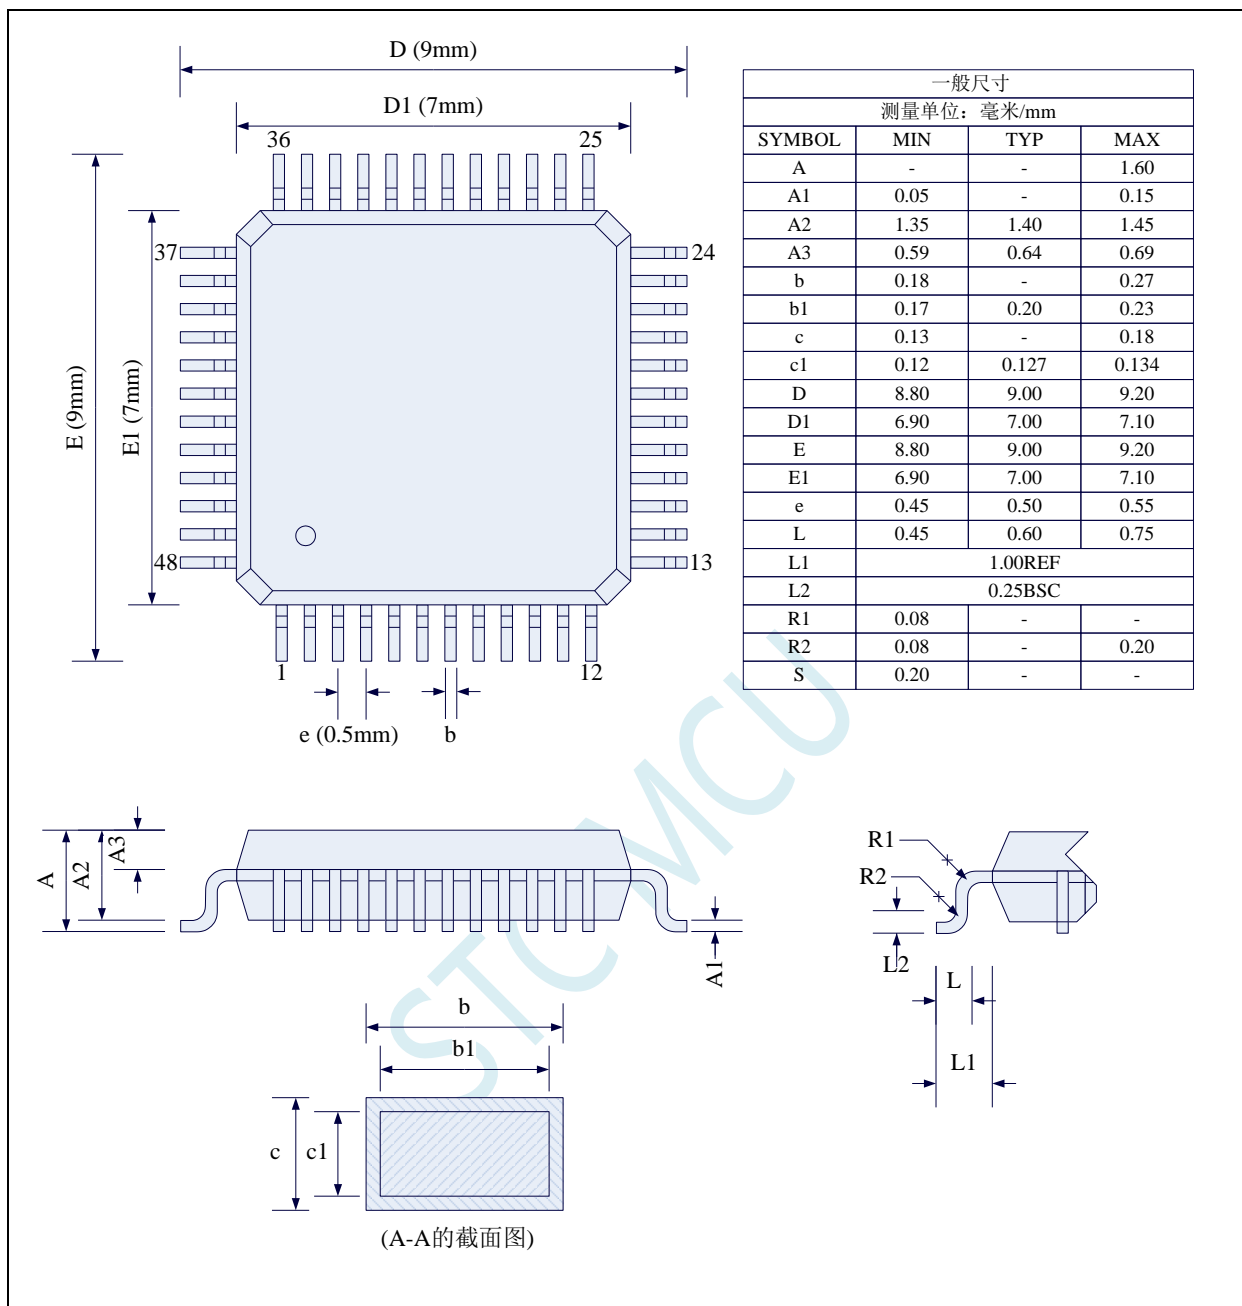 D (9mm)
D1 (7mm)
36 25
37 24
E (9mm)
E1 (7mm)
48 13
1 12
e (0.5mm) b
一般尺寸
测量单位：毫米/mm
SYMBOL MIN TYP MAX
A - - 1.60
A1 0.05 - 0.15
A2 1.35 1.40 1.45
A3 0.59 0.64 0.69
b 0.18 - 0.27
b1 0.17 0.20 0.23
c 0.13 - 0.18
c1 0.12 0.127 0.134
D 8.80 9.00 9.20
D1 6.90 7.00 7.10
E 8.80 9.00 9.20
E1 6.90 7.00 7.10
e 0.45 0.50 0.55
L 0.45 0.60 0.75
L1 1.00REF
L2 0.25BSC
R1 0.08 - -
R2 0.08 - 0.20
S 0.20 - -
STC MCU
A
A2
A3
A1
R1
R2
L2
L
L1
b
b1
c
c1
(A-A的截面图)